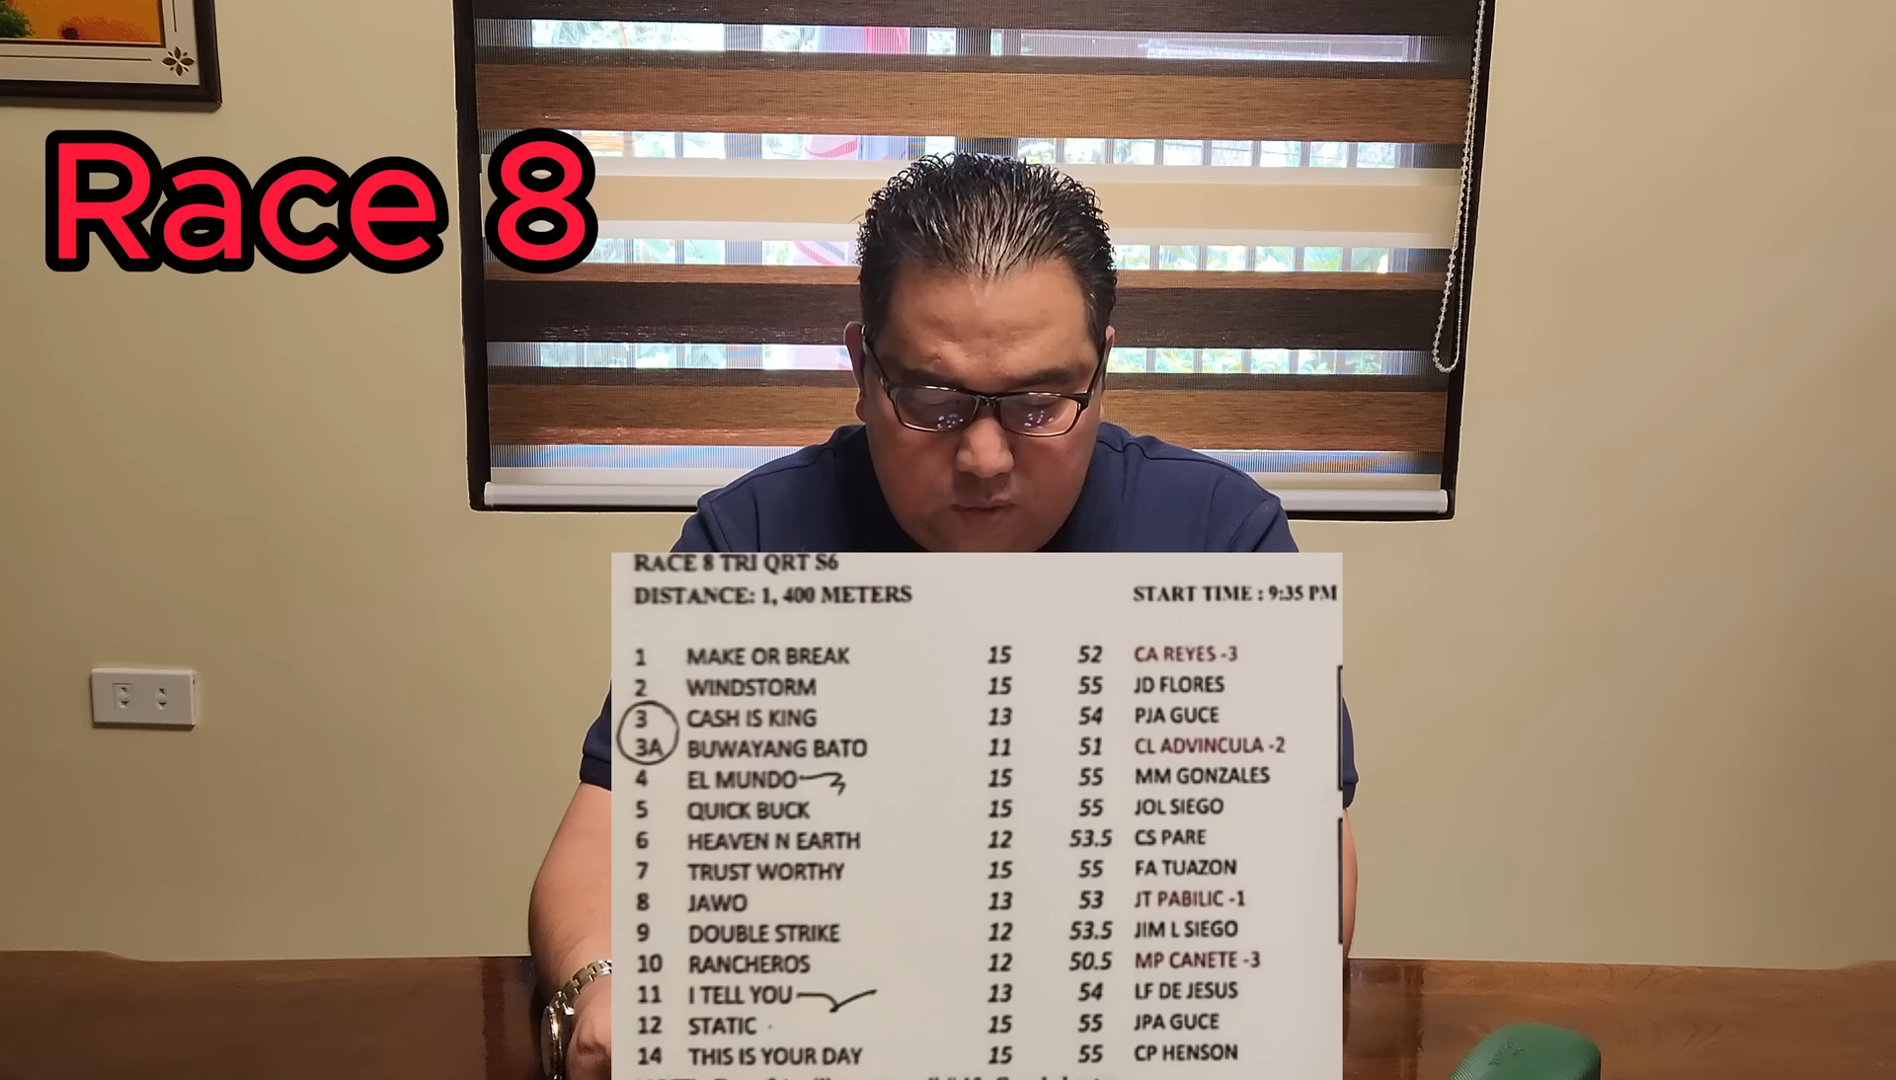 Race 8
RACE 8 TRI QRT S6
DISTANCE: 1, 400 METERS START TIME : 9:35 PM
1 MAKE OR BREAK 15 52 CA REYES -3
2 WINDSTORM 15 55 JD FLORES
3 CASH IS KING 13 54 PJA GUCE
3A BUWAYANG BATO 11 51 CL ADVINCULA -2
4 EL MUNDO 15 55 MM GONZALES
5 QUICK BUCK 15 55 JOL SIEGO
6 HEAVEN N EARTH 12 53.5 CS PARE
7 TRUST WORTHY 15 55 FA TUAZON
8 JAWO 13 53 JT PABILIC -1
9 DOUBLE STRIKE 12 53.5 JIM L SIEGO
10 RANCHEROS 12 50.5 MP CANETE -3
11 I TELL YOU 13 54 LF DE JESUS
12 STATIC 15 55 JPA GUCE
14 THIS IS YOUR DAY 15 55 CP HENSON